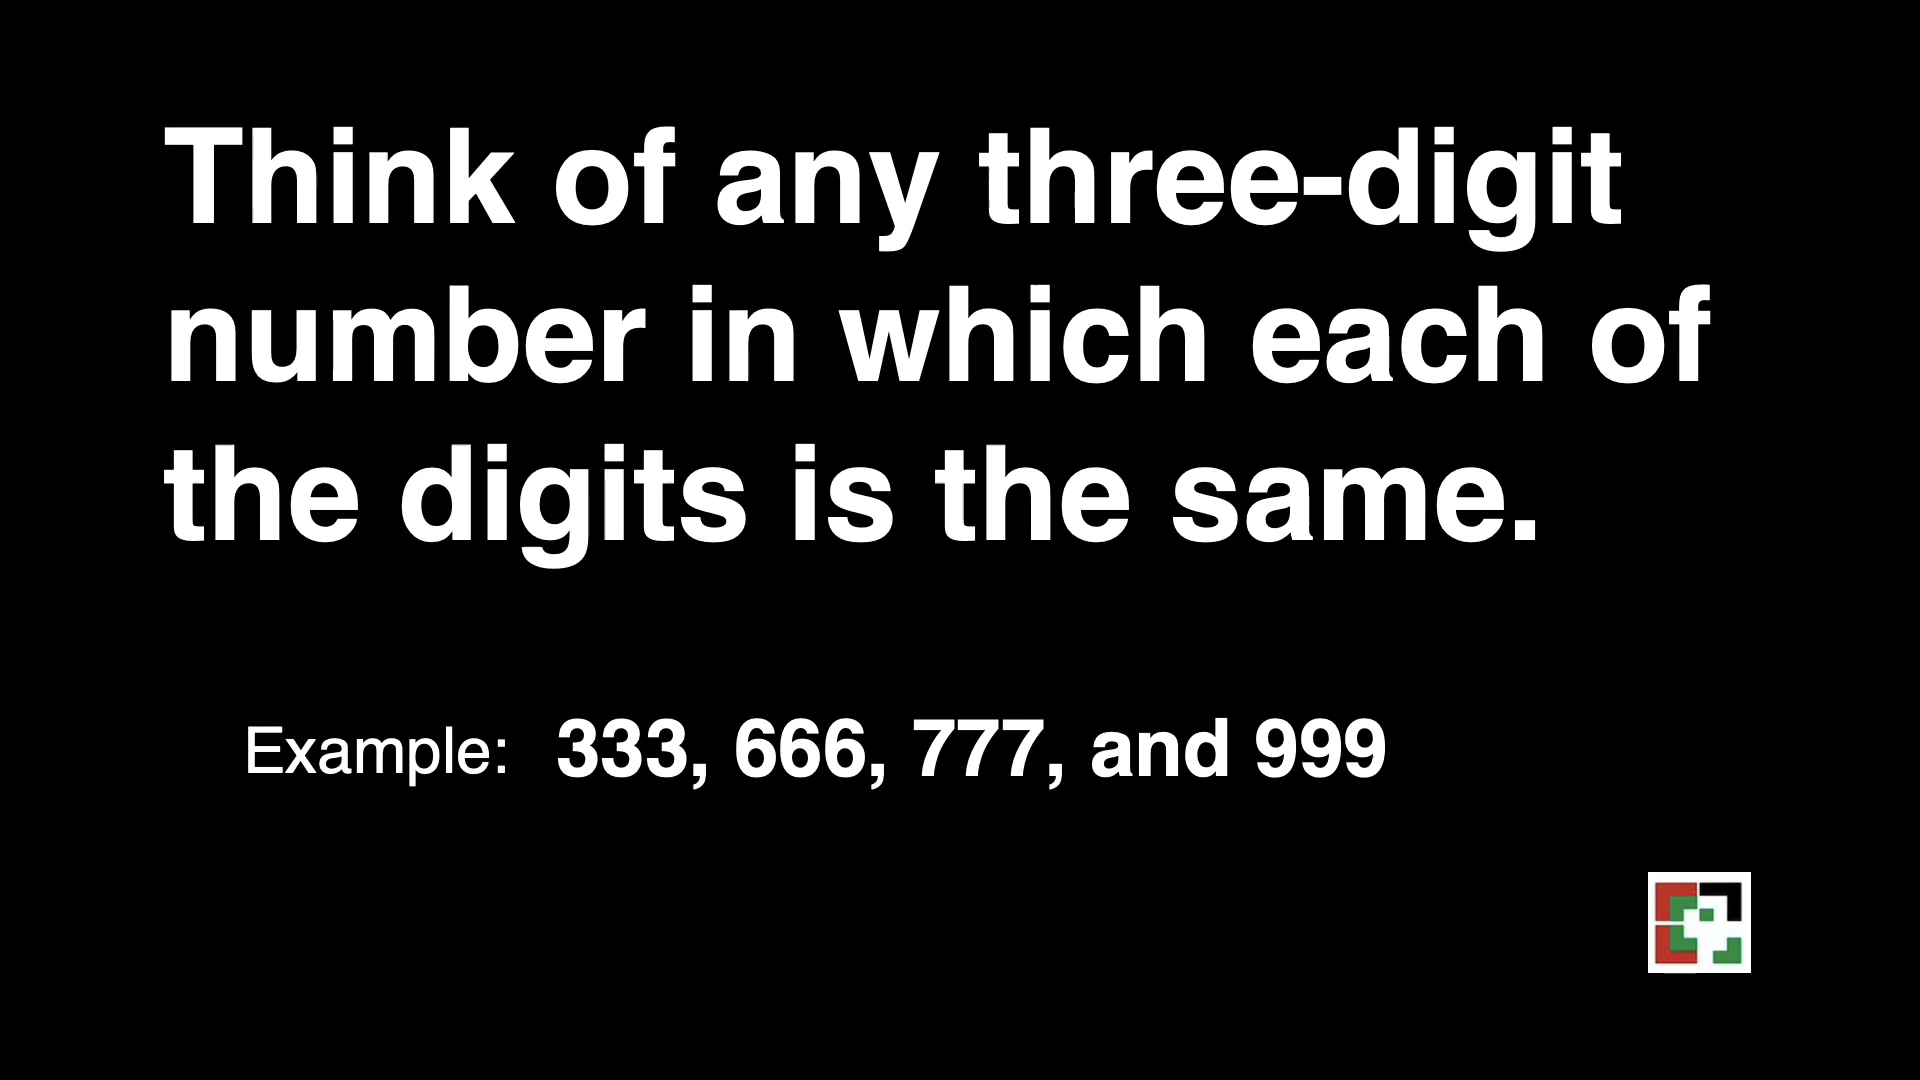 Think of any three-digit
number in which each of
the digits is the same.
Example: 333, 666, 777, and 999